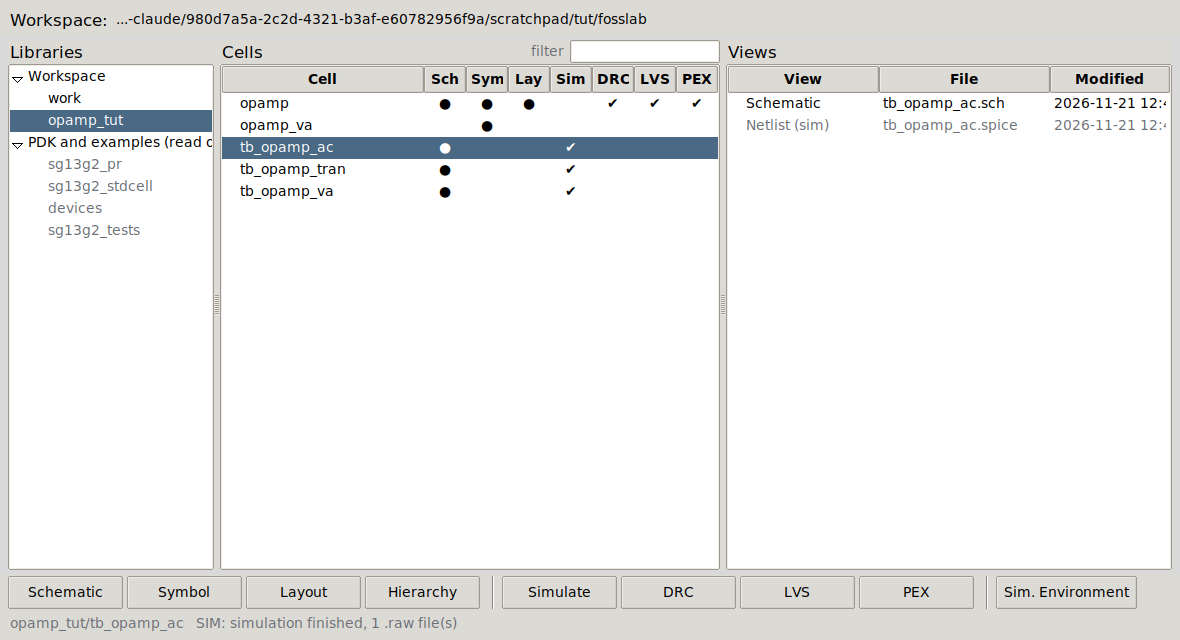 Workspace: ...-claude/980d7a5a-2c2d-4321-b3af-e60782956f9a/scratchpad/tut/fosslab
Libraries
Workspace
work
opamp_tut
PDK and examples (read
sg13g2_pr
sg13g2_stdcell
devices
sg13g2_tests
Cells filter
Cell Sch Sym Lay Sim DRC LVS PEX
opamp ● ● ● ✔ ✔ ✔
opamp_va ●
tb_opamp_ac ● ✔
tb_opamp_tran ● ✔
tb_opamp_va ● ✔
Views
View File Modified
Schematic tb_opamp_ac.sch 2026-11-21 12:4
Netlist (sim) tb_opamp_ac.spice 2026-11-21 12:4
Schematic Symbol Layout Hierarchy Simulate DRC LVS PEX Sim. Environment
opamp_tut/tb_opamp_ac SIM: simulation finished, 1 .raw file(s)